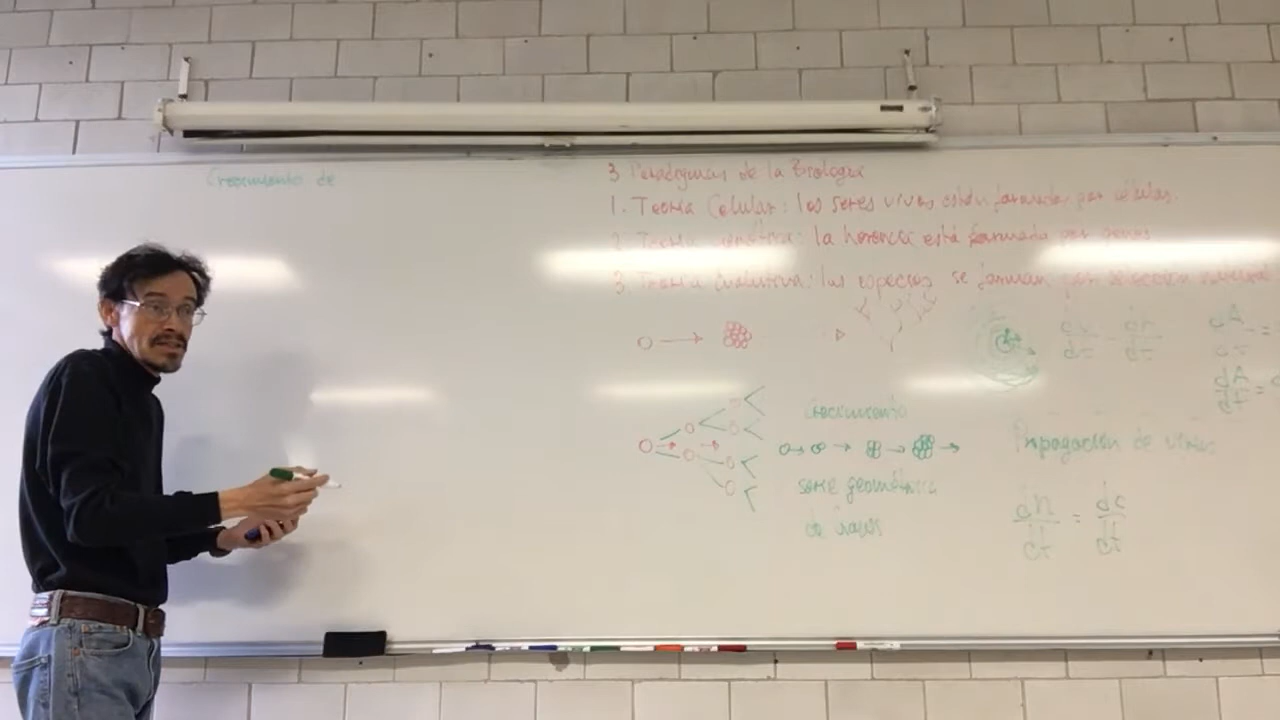 Crecimiento de
3 Paradigmas de la Biología
1. Teoría Celular: los seres vivos están formados por células.
2. Teoría : la herencia está formada por genes
3. Teoría Evolutiva: las especies se forman por selección natural
Crecimiento
serie geométrica
de
Propagación de virus
dn/dt = dc/dt
dA/dt =